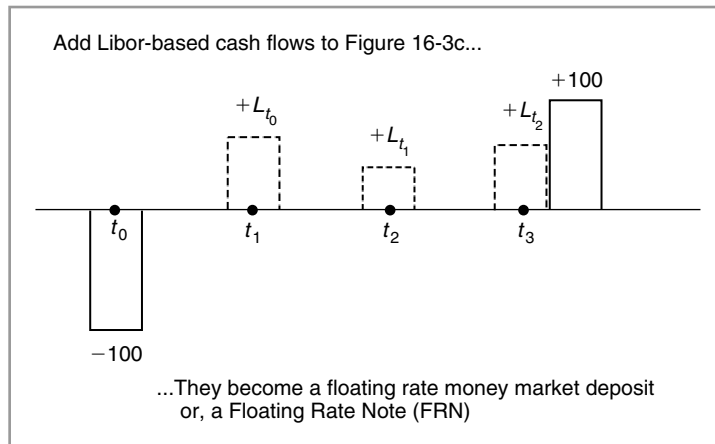 Add Libor-based cash flows to Figure 16-3c...
+100
+L_{t_0}
+L_{t_1}
+L_{t_2}
t_0
t_1
t_2
t_3
−100
...They become a floating rate money market deposit
or, a Floating Rate Note (FRN)